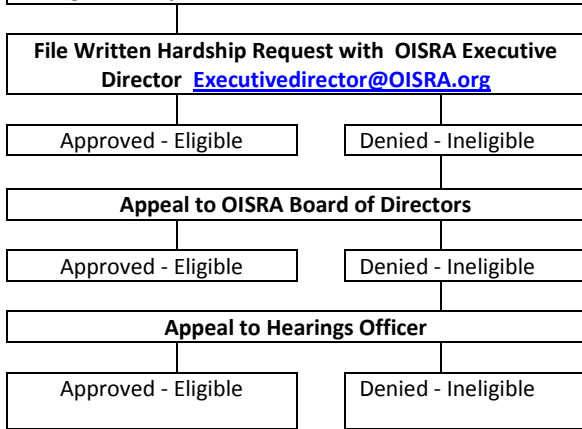 File Written Hardship Request with OISRA Executive
Director Executivedirector@OISRA.org
Approved - Eligible
Denied - Ineligible
Appeal to OISRA Board of Directors
Approved - Eligible
Denied - Ineligible
Appeal to Hearings Officer
Approved - Eligible
Denied - Ineligible